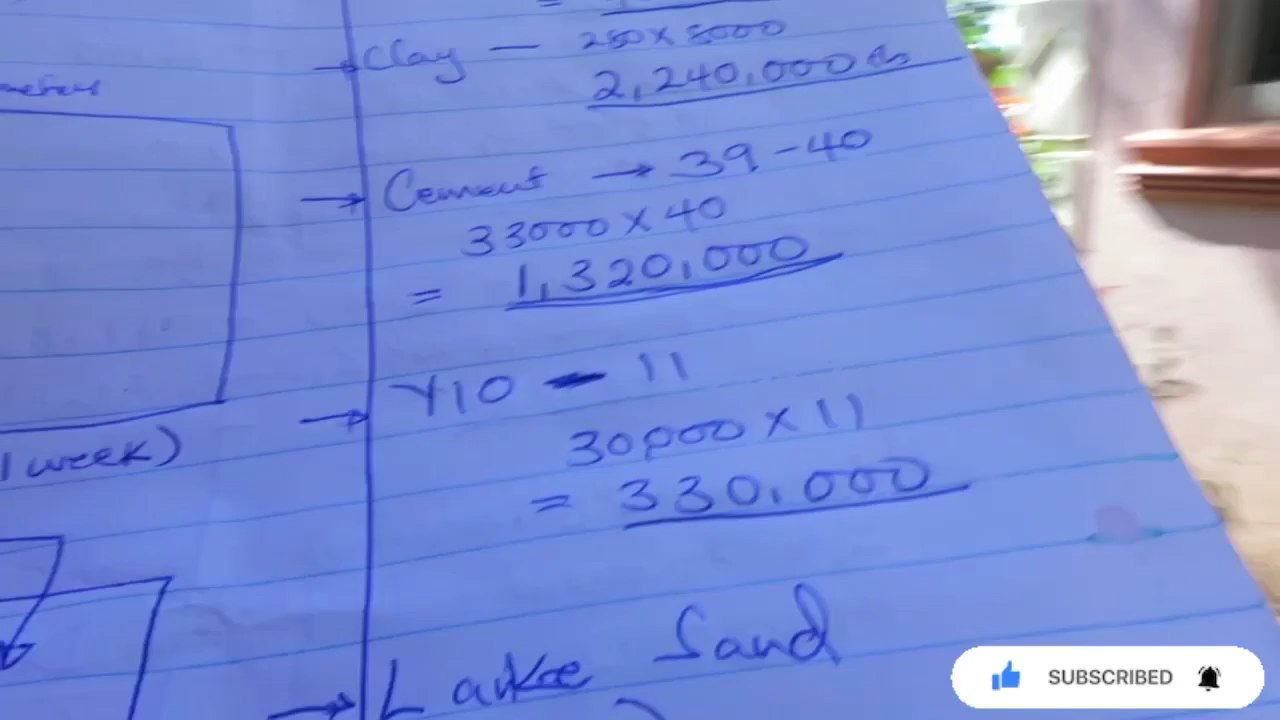 Clay — 280 x 8000
2,240,000
Cement → 39 - 40
33000 x 40
= 1,320,000
Y10 - 11
30000 x 11
= 330.000
1 week)
Lake Sand
SUBSCRIBED